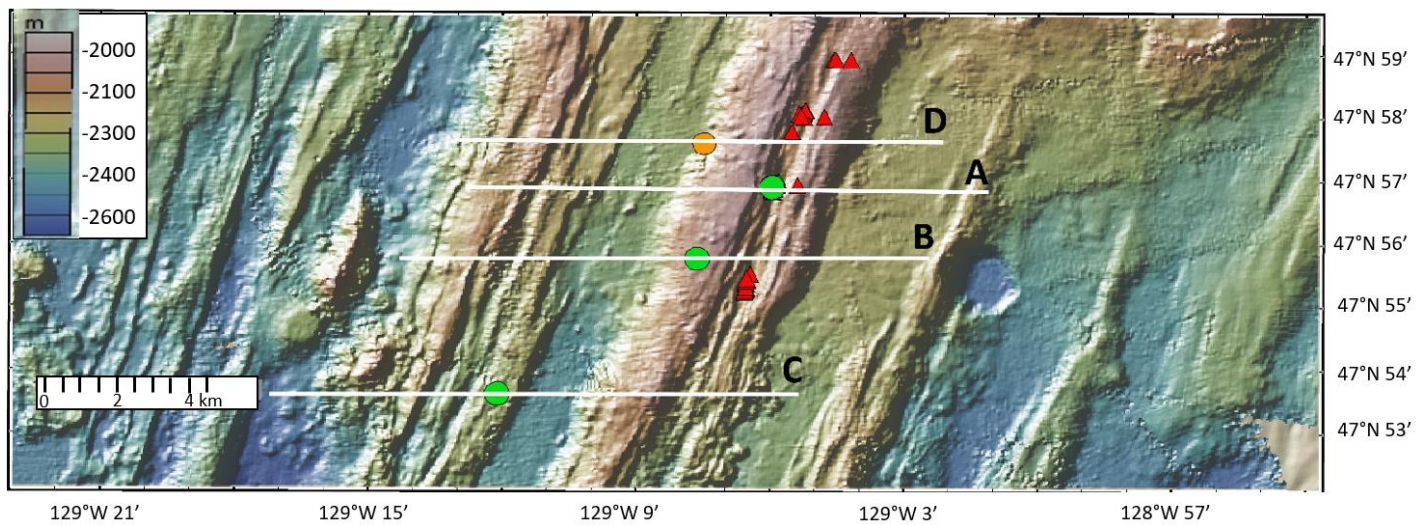 m
-2000
-2100
-2300
-2400
-2600
D
A
B
C
0 2 4 km
47°N 59’
47°N 58’
47°N 57’
47°N 56’
47°N 55’
47°N 54’
47°N 53’
129°W 21’ 129°W 15’ 129°W 9’ 129°W 3’ 128°W 57’